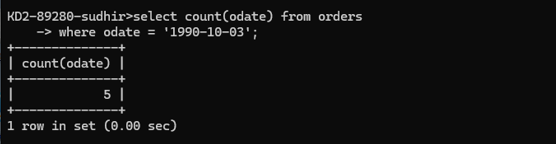 KD2-89280-sudhir>select count(odate) from orders
    -> where odate = '1990-10-03';
+--------------+
| count(odate) |
+--------------+
|            5 |
+--------------+
1 row in set (0.00 sec)